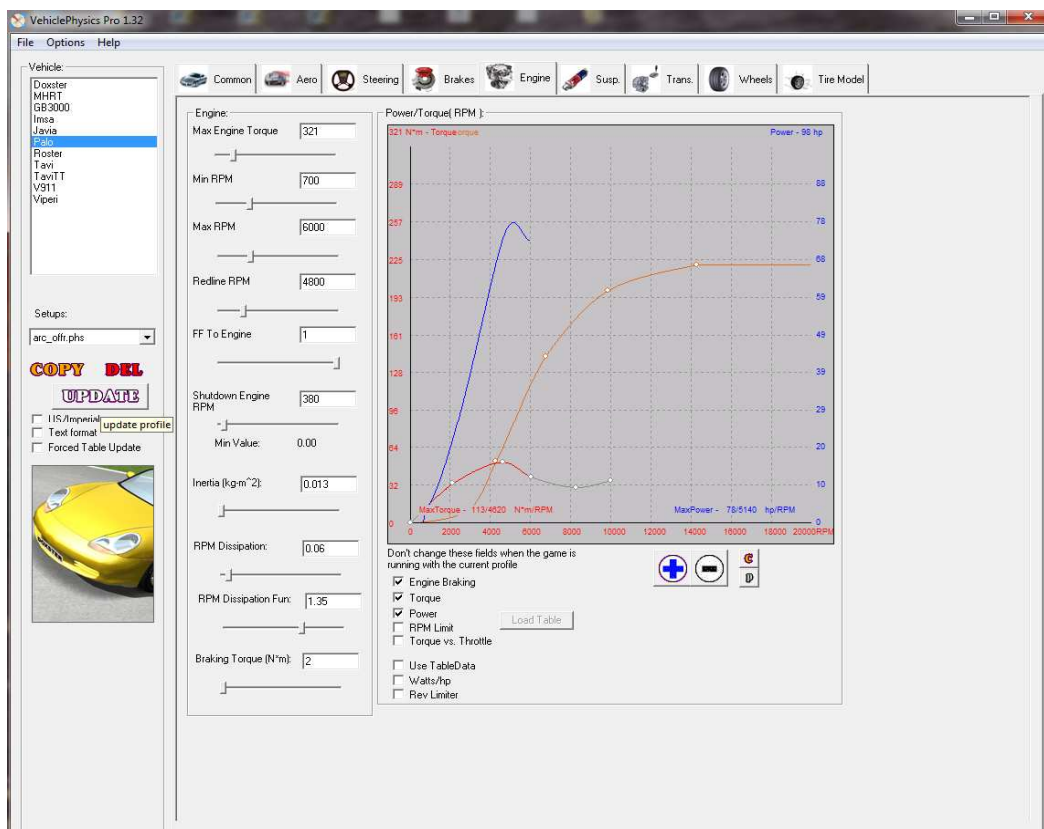 VehiclePhysics Pro 1.32
File Options Help
Vehicle:
Doxster
MHRT
GB3000
Imsa
Javia
Palo
Roster
Tavi
TaviTT
V911
Viperi
Setups:
arc_offr.phs
COPY DEL
UPDATE
US/Imperial
update profile
Text format
Forced Table Update
Common Aero Steering Brakes Engine Susp. Trans. Wheels Tire Model
Engine:
Max Engine Torque 321
Min RPM 700
Max RPM 6000
Redline RPM 4800
FF To Engine 1
Shutdown Engine RPM 380
Min Value: 0.00
Inertia (kg·m^2): 0.013
RPM Dissipation: 0.06
RPM Dissipation Fun: 1.35
Braking Torque (N*m): 2
Power/Torque( RPM ):
321 N*m - Torque Power - 98 hp
289 88
257 78
225 68
193 59
161 49
128 39
96 29
64 20
32 10
MaxTorque - 113/4620 N*m/RPM MaxPower - 78/5140 hp/RPM
0 0
0 2000 4000 6000 8000 10000 12000 14000 16000 18000 20000RPM
Don't change these fields when the game is
running with the current profile
C
D
Engine Braking
Torque
Power
RPM Limit
Load Table
Torque vs. Throttle
Use TableData
Watts/hp
Rev Limiter